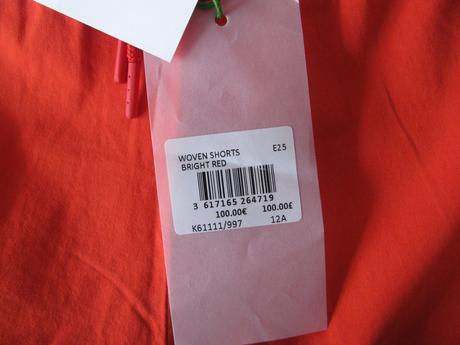 WOVEN SHORTS E25
BRIGHT RED
3 617165 264719
100.00€ 100.00£
K61111/997 12A